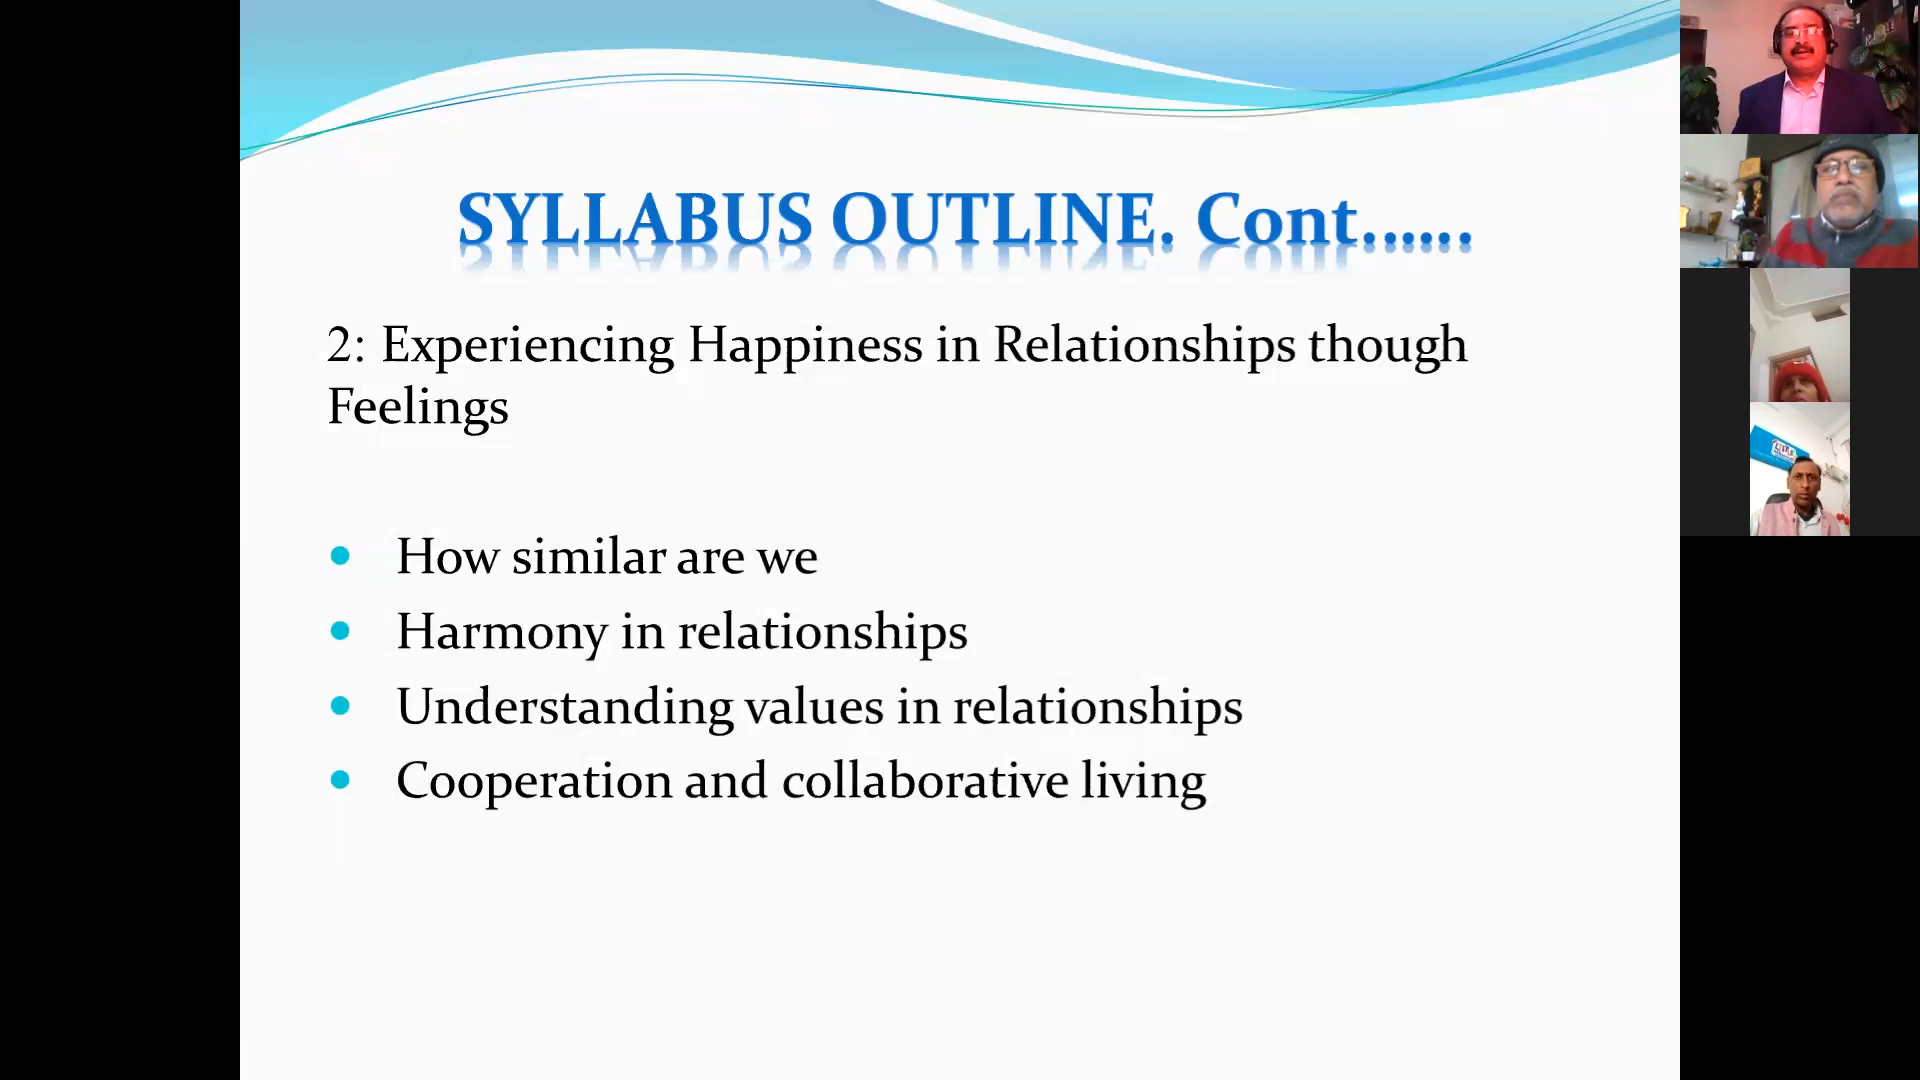 SYLLABUS OUTLINE. Cont......
2: Experiencing Happiness in Relationships though
Feelings
• How similar are we
• Harmony in relationships
• Understanding values in relationships
• Cooperation and collaborative living